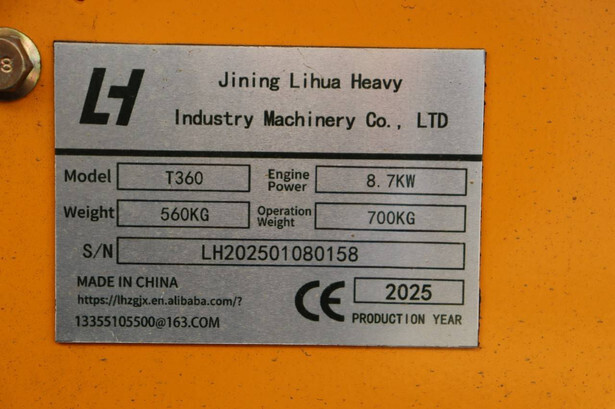 8
LH
Jining Lihua Heavy
Industry Machinery Co., LTD
Model T360 Engine Power 8.7KW
Weight 560KG Operation Weight 700KG
S/N LH202501080158
MADE IN CHINA
https://lhzgjx.en.alibaba.com/?
13355105500@163.COM
CE 2025
PRODUCTION YEAR